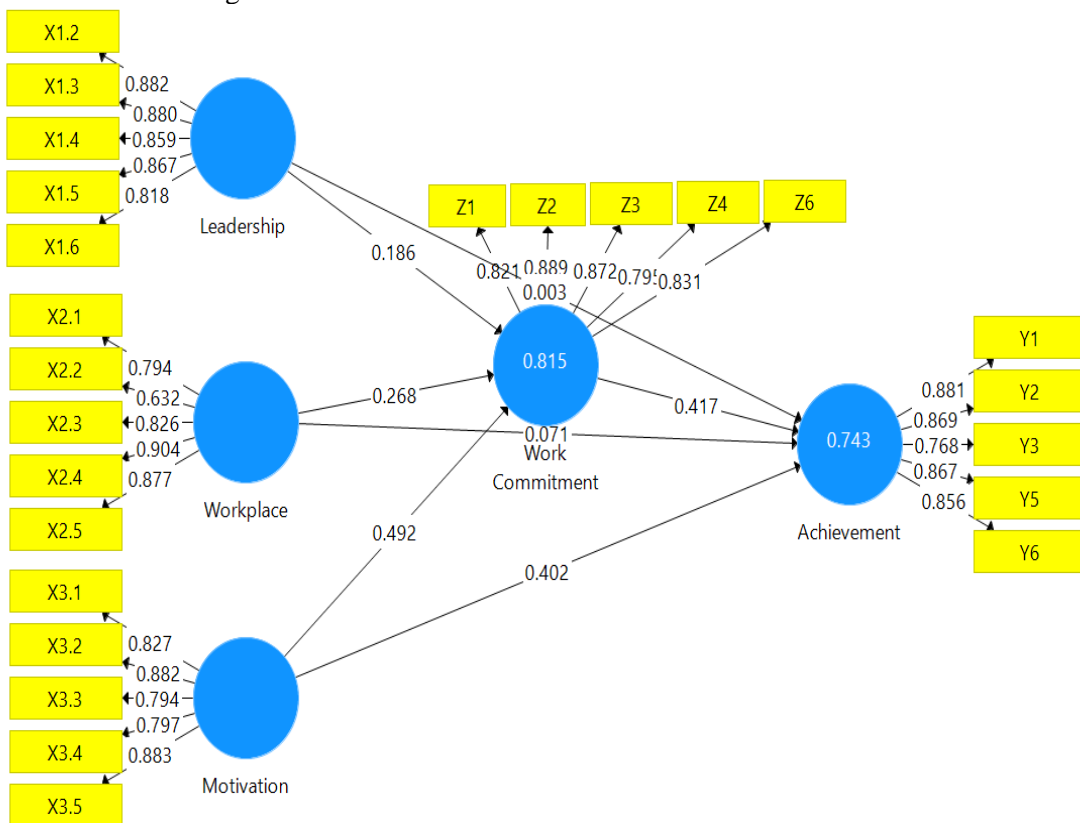 X1.2
X1.3
X1.4
X1.5
X1.6
0.882
0.880
0.859
0.867
0.818
Leadership
0.186
0.003
Z1
Z2
Z3
Z4
Z6
0.821
0.889
0.872
0.831
X2.1
X2.2
X2.3
X2.4
X2.5
0.794
0.632
0.826
0.904
0.877
Workplace
0.268
0.071
0.815
Work
Commitment
0.417
X3.1
X3.2
X3.3
X3.4
X3.5
0.827
0.882
0.794
0.797
0.883
Motivation
0.492
0.402
0.743
Achievement
0.881
0.869
0.768
0.867
0.856
Y1
Y2
Y3
Y5
Y6